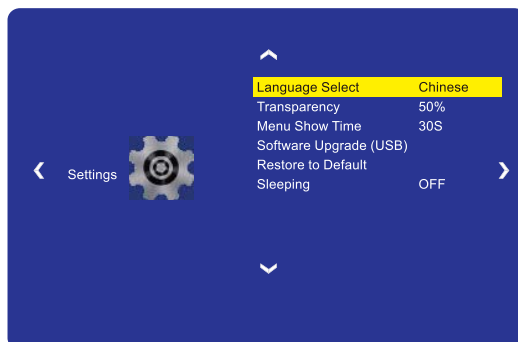 Settings
Language Select Chinese
Transparency 50%
Menu Show Time 30S
Software Upgrade (USB)
Restore to Default
Sleeping OFF